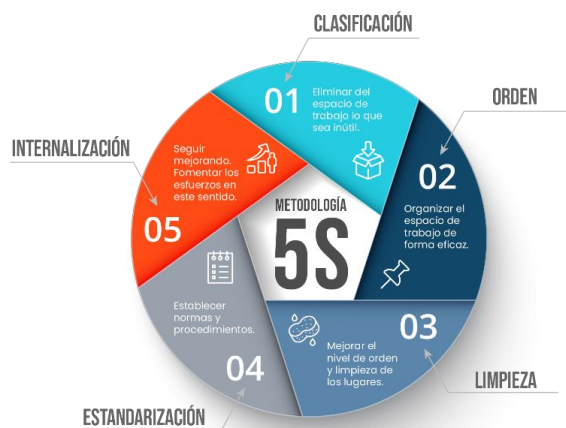 CLASIFICACIÓN
01
Eliminar del
espacio de
trabajo lo que
sea inútil.
ORDEN
02
Organizar el
espacio de
trabajo de
forma eficaz.
03
Mejorar el
nivel de orden
y limpieza de
los lugares.
LIMPIEZA
04
Establecer
normas y
procedimientos.
ESTANDARIZACIÓN
INTERNALIZACIÓN
05
Seguir
mejorando.
Fomentar los
esfuerzos en
este sentido.
METODOLOGÍA
5S